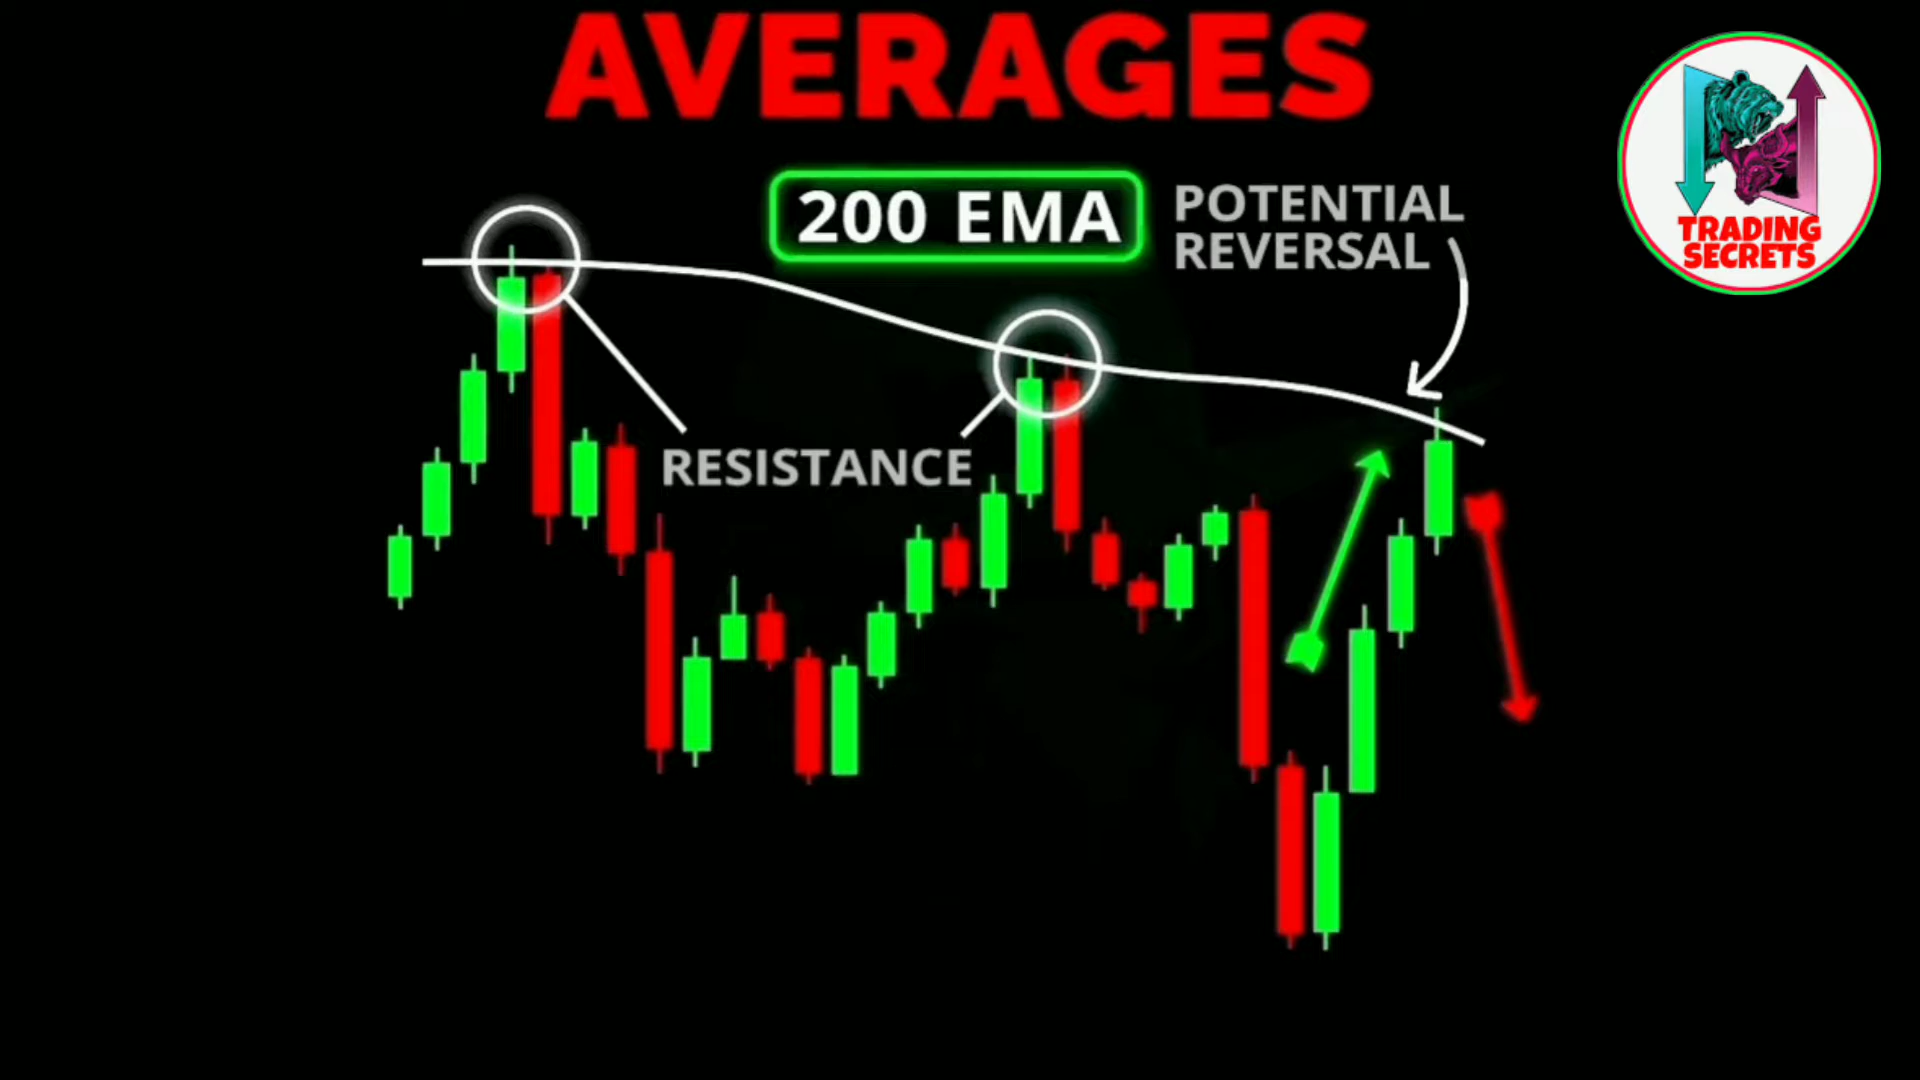 AVERAGES
200 EMA
POTENTIAL
REVERSAL
RESISTANCE
TRADING
SECRETS